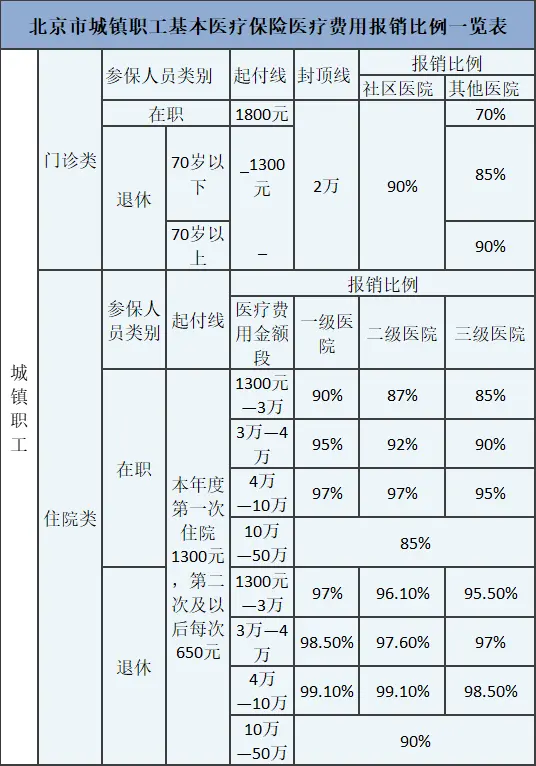 北京市城镇职工基本医疗保险医疗费用报销比例一览表
城镇职工
门诊类
参保人员类别 起付线 封顶线 报销比例
社区医院 其他医院
在职 1800元 2万 90% 70%
退休
70岁以
下
_1300
元
85%
70岁以
上
_
90%
住院类
参保人
员类别
起付线
医疗费
用金额
段
报销比例
一级医
院
二级医院 三级医院
在职
本年度
第一次
住院
1300元
,第二
次及以
后每次
650元
1300元
—3万
90% 87% 85%
3万—4
万
95% 92% 90%
4万
—10万
97% 97% 95%
10万
—50万
85%
退休
1300元
—3万
97% 96.10% 95.50%
3万—4
万
98.50% 97.60% 97%
4万
—10万
99.10% 99.10% 98.50%
10万
—50万
90%